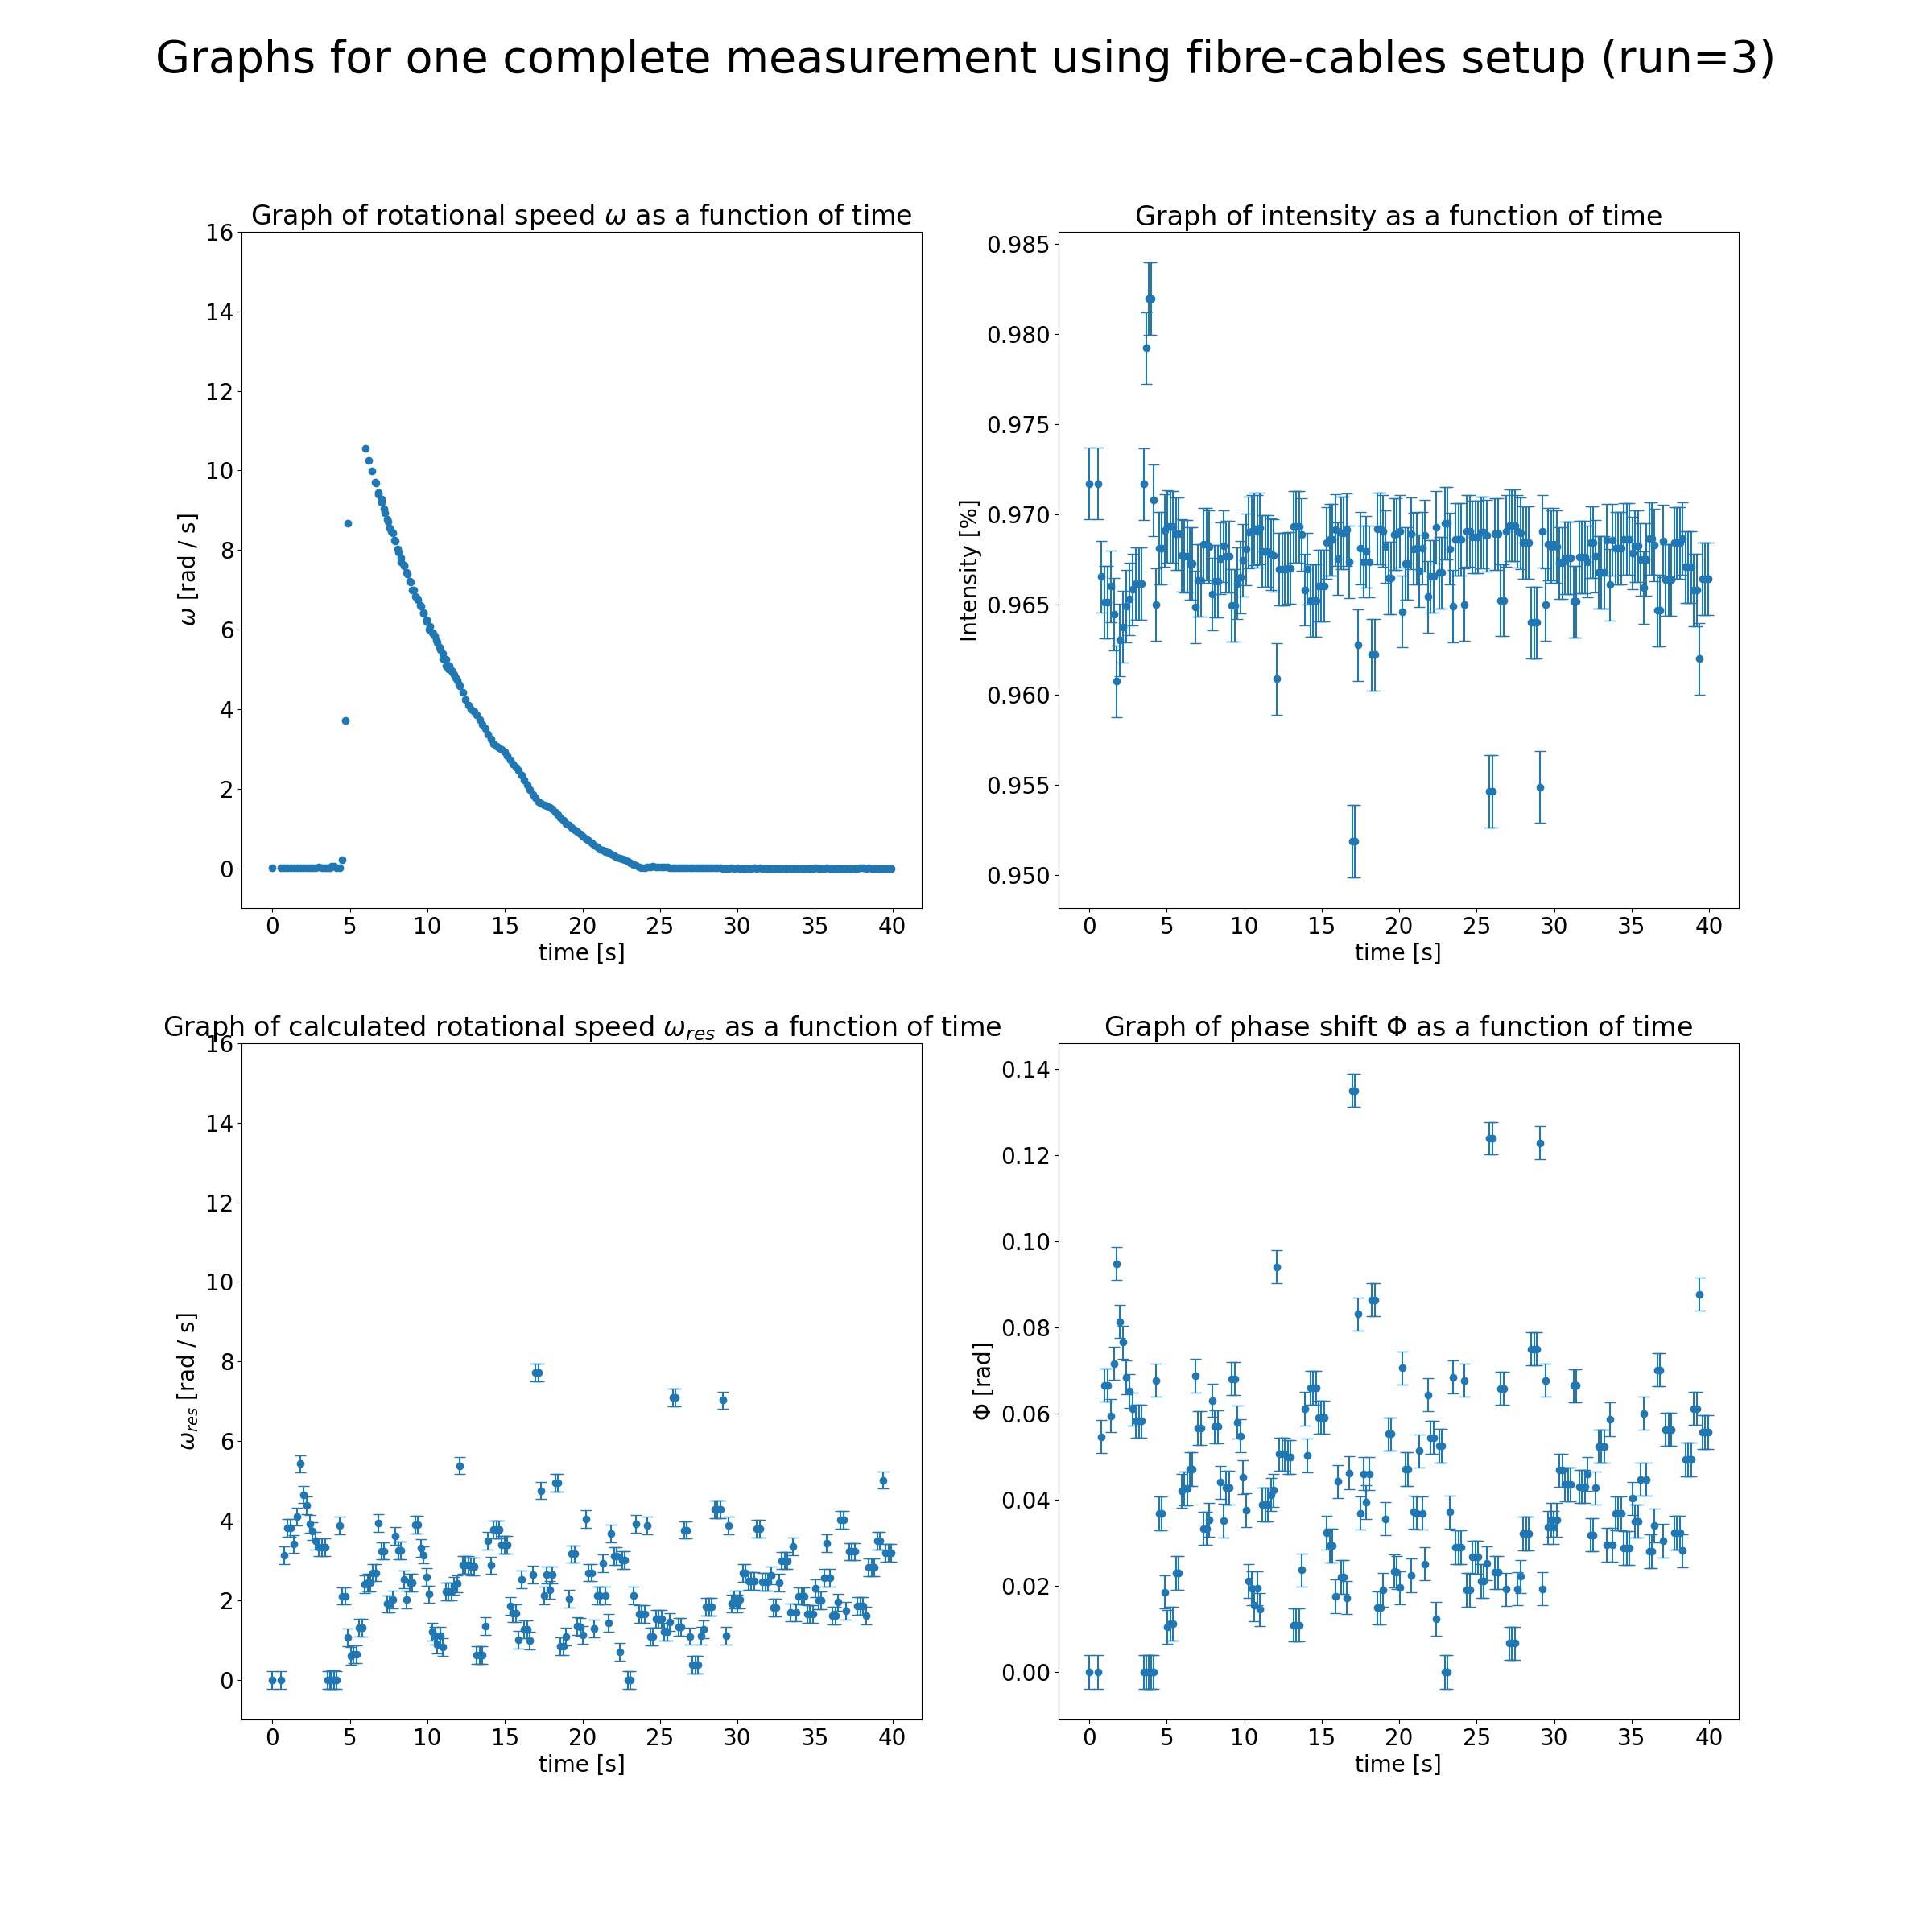 Graphs for one complete measurement using fibre-cables setup (run=3)
Graph of rotational speed ω as a function of time
16
14
12
10
8
6
4
2
0
ω [rad / s]
0 5 10 15 20 25 30 35 40
time [s]
Graph of intensity as a function of time
0.985
0.980
0.975
0.970
0.965
0.960
0.955
0.950
Intensity [%]
0 5 10 15 20 25 30 35 40
time [s]
Graph of calculated rotational speed ω_res as a function of time
16
14
12
10
8
6
4
2
0
ω_res [rad / s]
0 5 10 15 20 25 30 35 40
time [s]
Graph of phase shift Φ as a function of time
0.14
0.12
0.10
0.08
0.06
0.04
0.02
0.00
Φ [rad]
0 5 10 15 20 25 30 35 40
time [s]